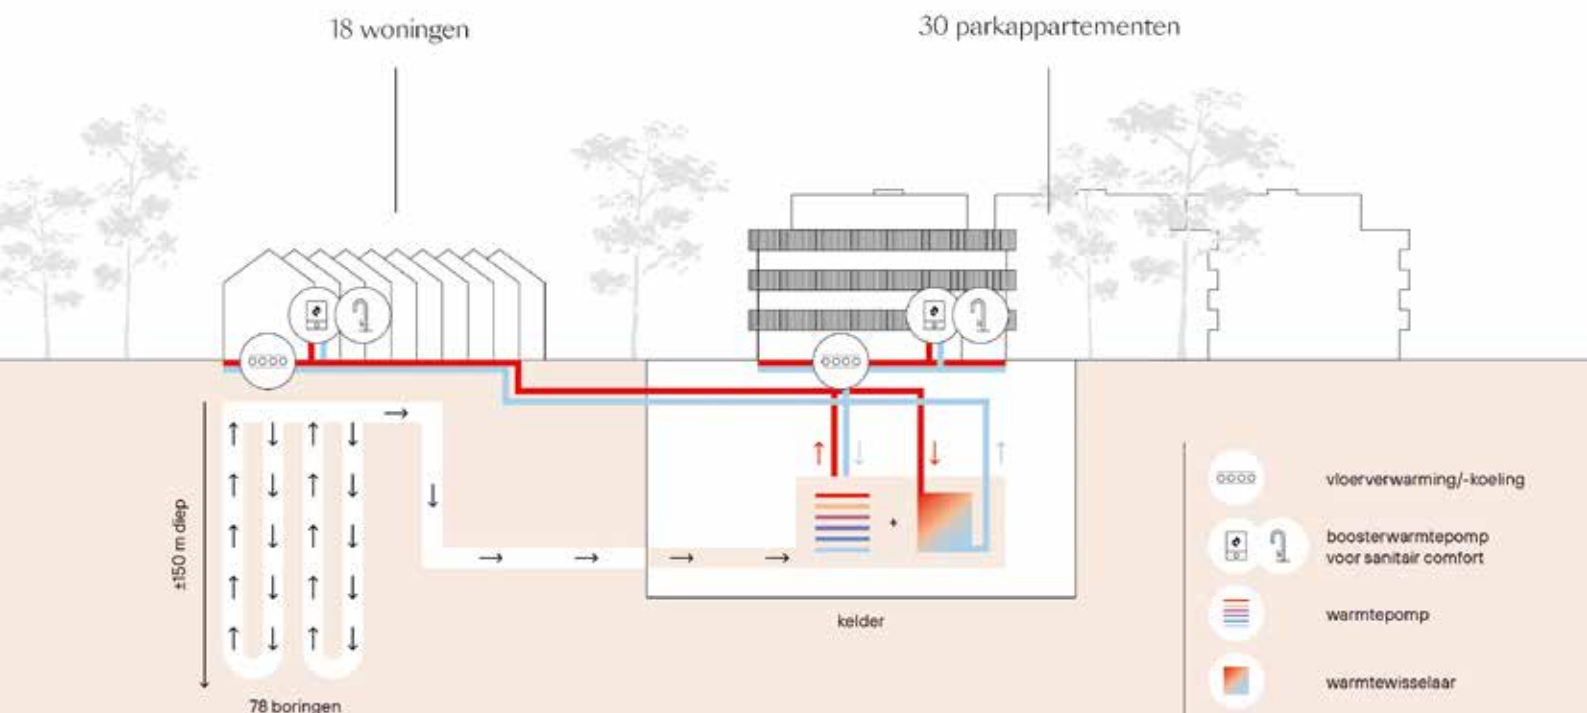 18 woningen
30 parkappartementen
±150 m diep
78 boringen
kelder
+
vloerverwarming/-koeling
boosterwarmtepomp
voor sanitair comfort
warmtepomp
warmtewisselaar